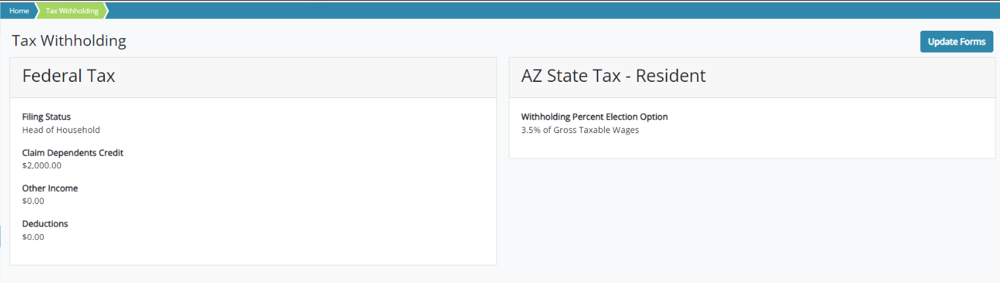 Home
Tax Withholding
Tax Withholding
Update Forms
Federal Tax
Filing Status
Head of Household
Claim Dependents Credit
$2,000.00
Other Income
$0.00
Deductions
$0.00
AZ State Tax - Resident
Withholding Percent Election Option
3.5% of Gross Taxable Wages